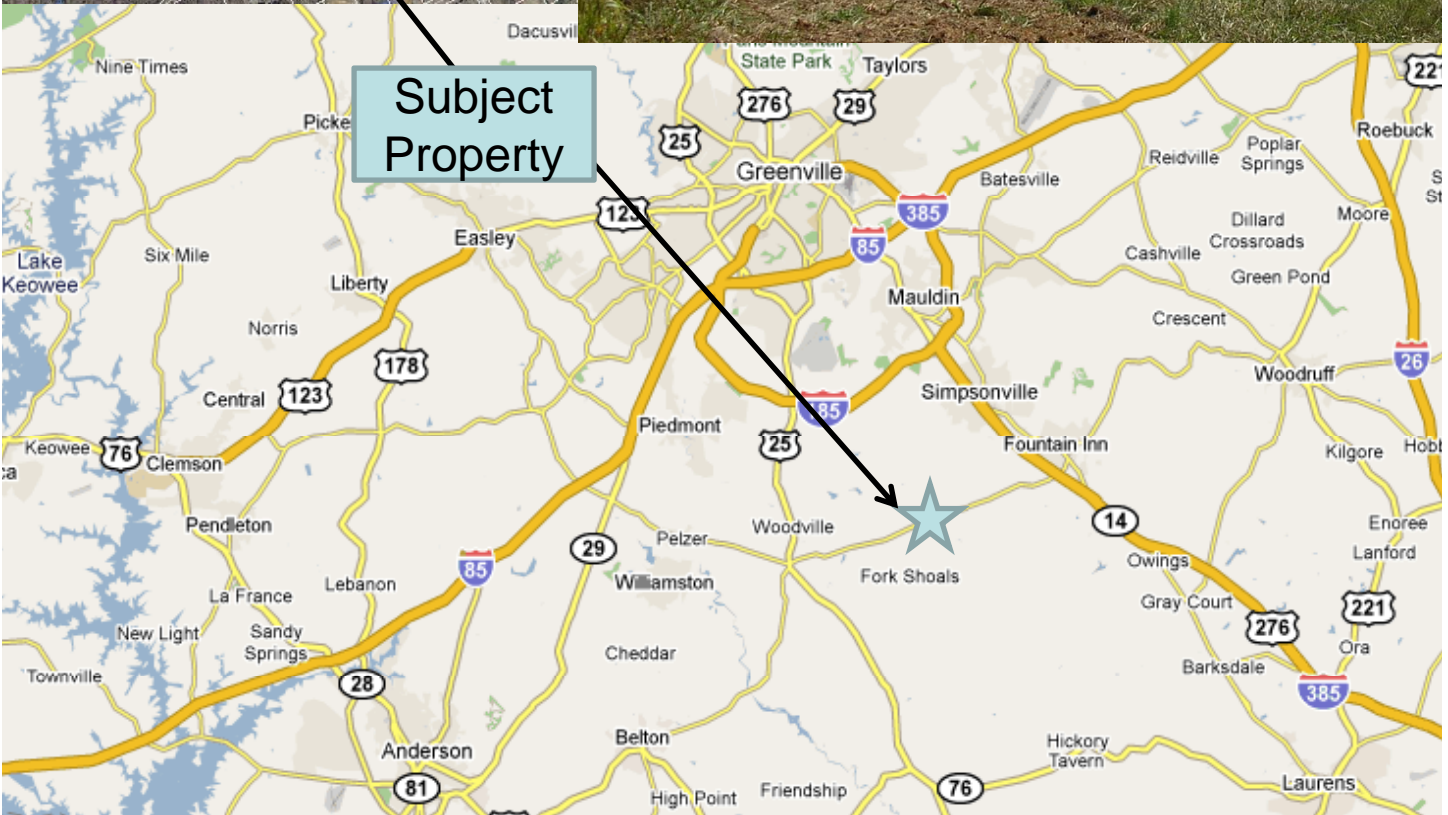 Dacusvil
State Park
Taylors
Nine Times
221
276
29
Subject
Property
Picke
25
Roebuck
Poplar
Springs
Reidville
Greenville
Batesville
385
Moore
Dillard
Crossroads
Easley
85
Cashville
Six Mile
Lake
Keowee
Liberty
Green Pond
Mauldin
Norris
Crescent
178
26
Woodruff
123
Central
Simpsonville
Piedmont
25
Fountain Inn
Keowee
76
Clemson
Kilgore
Hobb
ca
Pendleton
Woodville
14
Enoree
Pelzer
29
Lanford
Owings
85
Lebanon
Williamston
Fork Shoals
La France
Gray Court
221
New Light
Sandy
Springs
276
Ora
Cheddar
Barksdale
Townville
28
385
Belton
Hickory
Tavern
Anderson
81
High Point
Friendship
76
Laurens